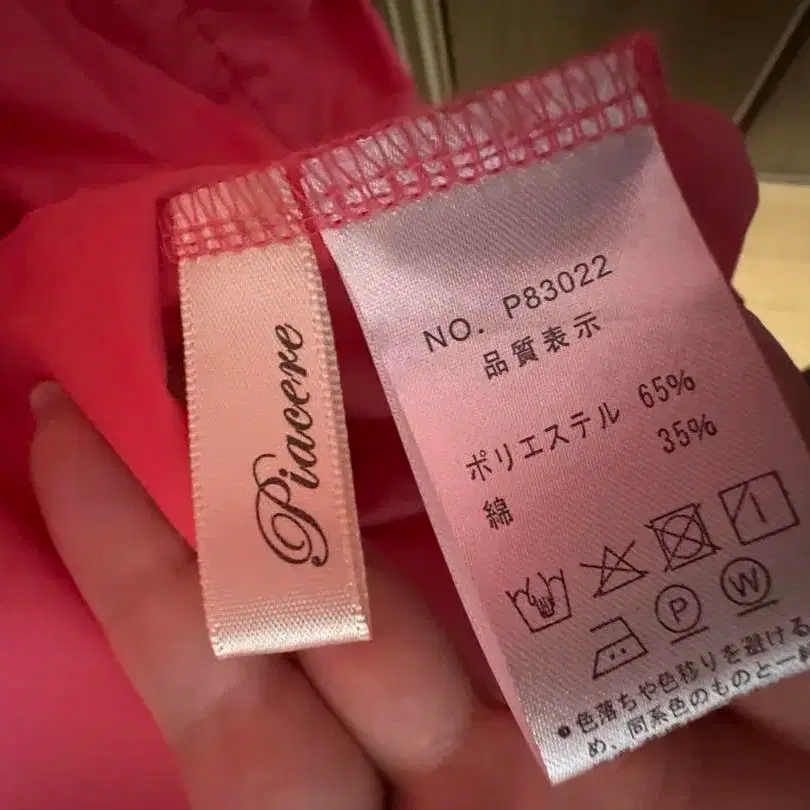 Piacere
NO. P83022
品質表示
ポリエステル 65%
綿 35%
P
W
●色落ちや色移りを避ける
め、同系色のものと一緒